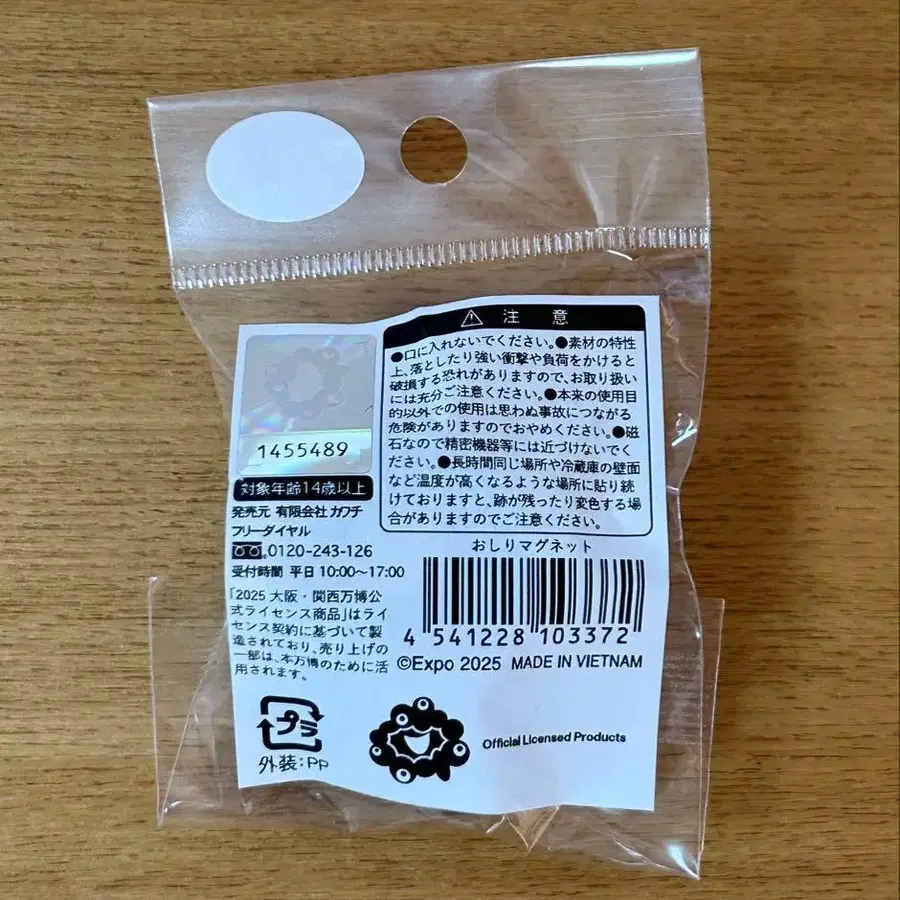 注意
●口に入れないでください。●素材の特性
上、落としたり強い衝撃や負荷をかけると
破損する恐れがありますので、お取り扱い
には充分ご注意ください。●本来の使用目
的以外での使用は思わぬ事故につながる
危険がありますのでおやめください。●磁
石なので精密機器等には近づけないでく
ださい。●長時間同じ場所や冷蔵庫の壁面
など温度が高くなるような場所に貼り続
けておりますと、跡が残ったり変色する場
合がありますのでご注意ください。
1455489
対象年齢14歳以上
発売元 有限会社 カワチ
フリーダイヤル
0120-243-126
受付時間 平日 10:00〜17:00
「2025 大阪・関西万博公
式ライセンス商品」はライ
センス契約に基づいて製
造されており、売り上げの
一部は、本万博のために活
用されます。
おしりマグネット
4 541228 103372
©Expo 2025 MADE IN VIETNAM
プラ
外装:PP
Official Licensed Products